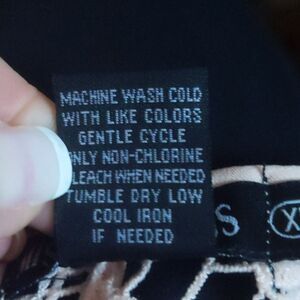 MACHINE WASH COLD
WITH LIKE COLORS
GENTLE CYCLE
ONLY NON-CHLORINE
BLEACH WHEN NEEDED
TUMBLE DRY LOW
COOL IRON
IF NEEDED
S
X